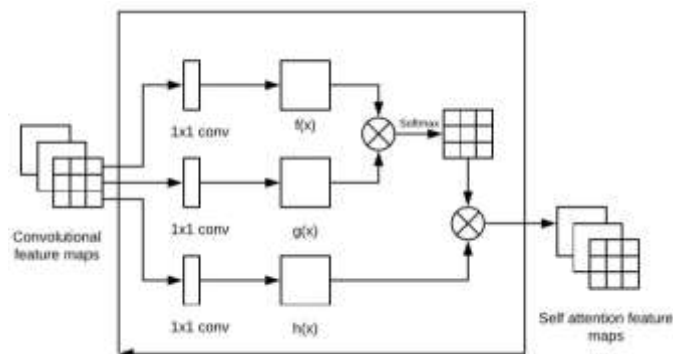 1x1 conv
f(x)
Softmax
Convolutional
feature maps
1x1 conv
g(x)
1x1 conv
h(x)
Self attention feature
maps